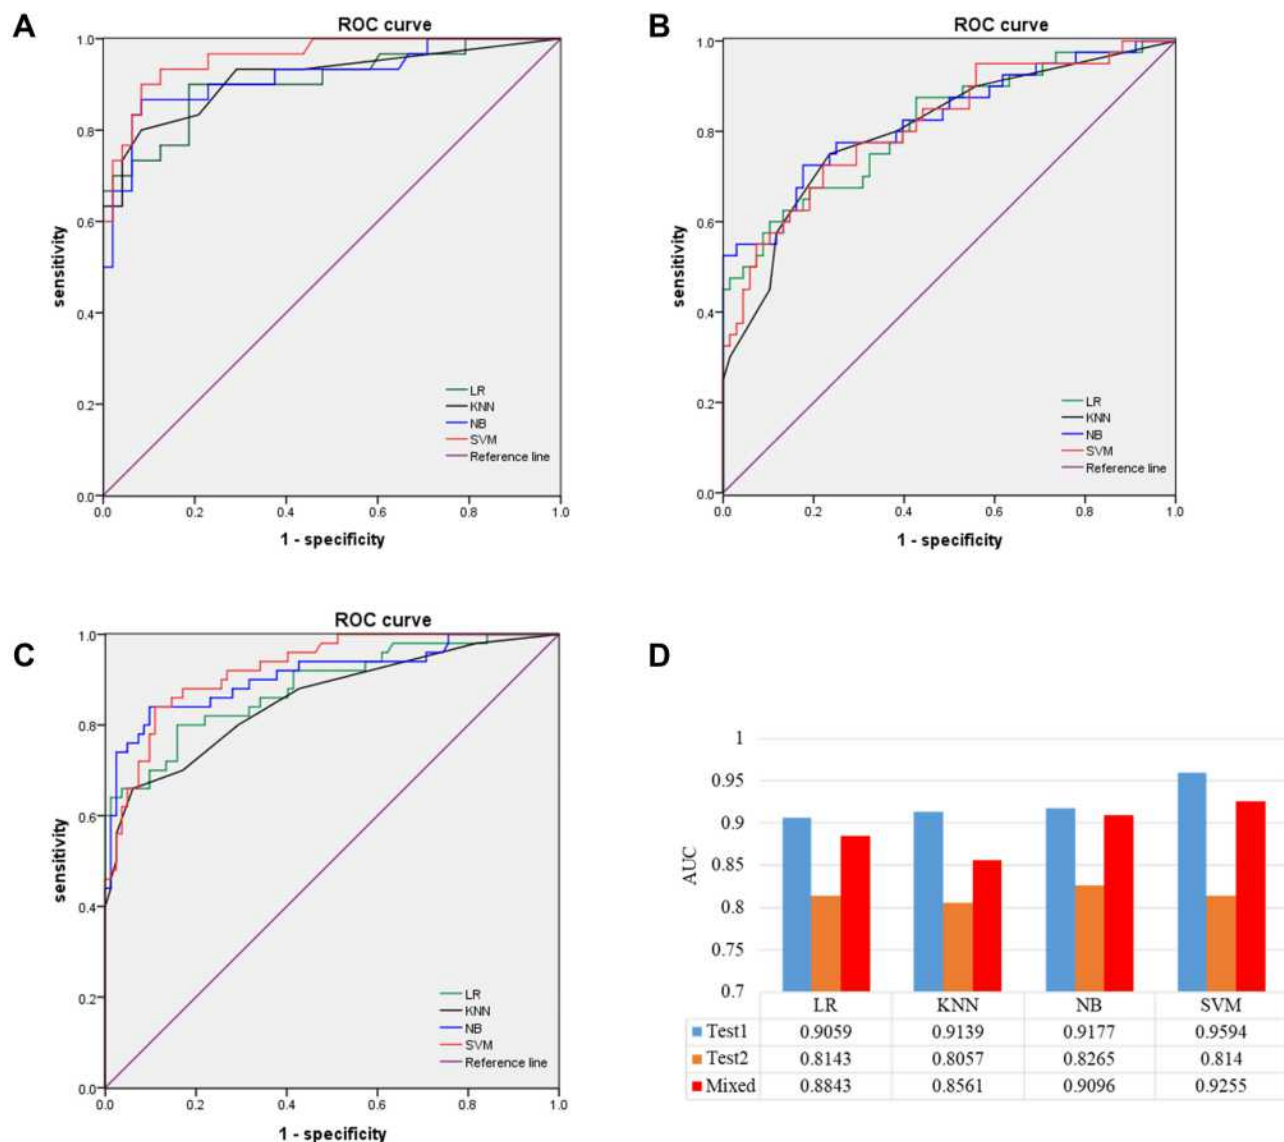 A
ROC curve
1.0
0.8
0.6
0.4
0.2
0.0
sensitivity
0.0 0.2 0.4 0.6 0.8 1.0
1 - specificity
LR
KNN
NB
SVM
Reference line
B
ROC curve
1.0
0.8
0.6
0.4
0.2
0.0
sensitivity
0.0 0.2 0.4 0.6 0.8 1.0
1 - specificity
LR
KNN
NB
SVM
Reference line
C
ROC curve
1.0
0.8
0.6
0.4
0.2
0.0
sensitivity
0.0 0.2 0.4 0.6 0.8 1.0
1 - specificity
LR
KNN
NB
SVM
Reference line
D
1
0.95
0.9
0.85
0.8
0.75
0.7
AUC
LR KNN NB SVM
Test1 0.9059 0.9139 0.9177 0.9594
Test2 0.8143 0.8057 0.8265 0.814
Mixed 0.8843 0.8561 0.9096 0.9255